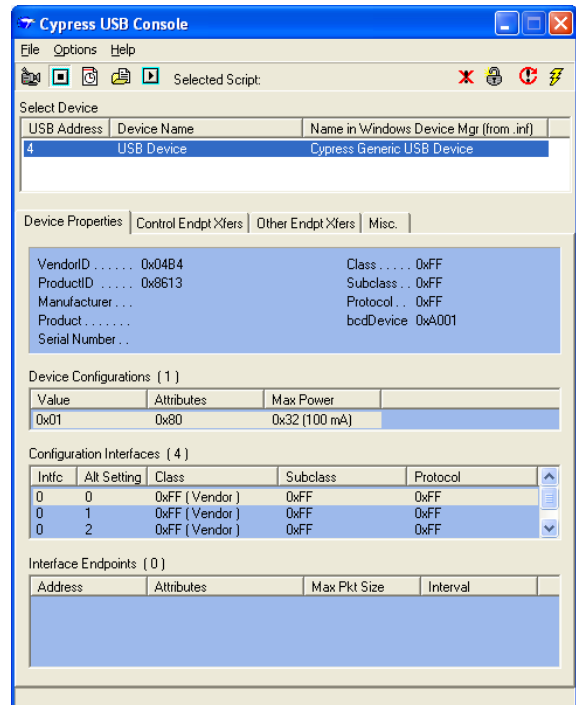 Cypress USB Console
File Options Help
Selected Script:
Select Device
USB Address Device Name Name in Windows Device Mgr (from .inf)
4 USB Device Cypress Generic USB Device
Device Properties Control Endpt Xfers Other Endpt Xfers Misc.
VendorID . . . . . . 0x04B4 Class . . . . . 0xFF
ProductID . . . . . 0x8613 Subclass . . 0xFF
Manufacturer . . . Protocol . . 0xFF
Product . . . . . . . bcdDevice 0xA001
Serial Number . .
Device Configurations ( 1 )
Value Attributes Max Power
0x01 0x80 0x32 (100 mA)
Configuration Interfaces ( 4 )
Intfc Alt Setting Class Subclass Protocol
0 0 0xFF ( Vendor ) 0xFF 0xFF
0 1 0xFF ( Vendor ) 0xFF 0xFF
0 2 0xFF ( Vendor ) 0xFF 0xFF
Interface Endpoints ( 0 )
Address Attributes Max Pkt Size Interval